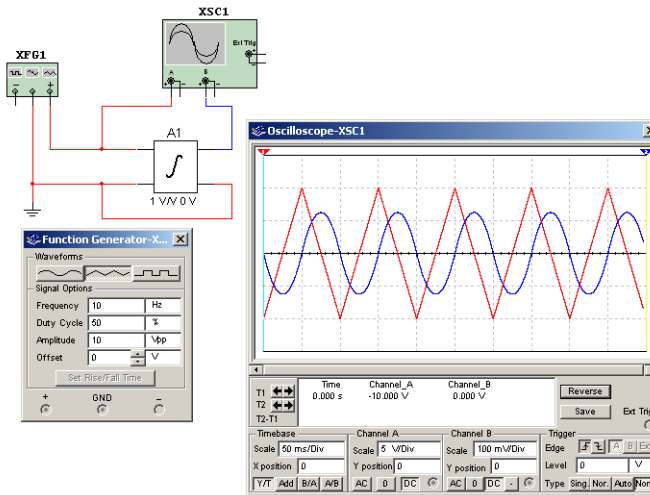 XSC1
Ext Trig
+
-
A
B
+ - + -
XFG1
- +
A1
∫
1 V/V 0 V
Oscilloscope-XSC1
1
2
Function Generator-X...
Waveforms
Signal Options
Frequency 10 Hz
Duty Cycle 50 %
Amplitude 10 Vpp
Offset 0 V
Set Rise/Fall Time
+ GND -
T1
T2
T2-T1
Time Channel_A Channel_B
0.000 s -10.000 V 0.000 V
Reverse
Save
Ext Trig
Timebase
Scale 50 ms/Div
X position 0
Y/T Add B/A A/B
Channel A
Scale 5 V/Div
Y position 0
AC 0 DC
Channel B
Scale 100 mV/Div
Y position 0
AC 0 DC -
Trigger
Edge A B Ext
Level 0 V
Type Sing. Nor. Auto None